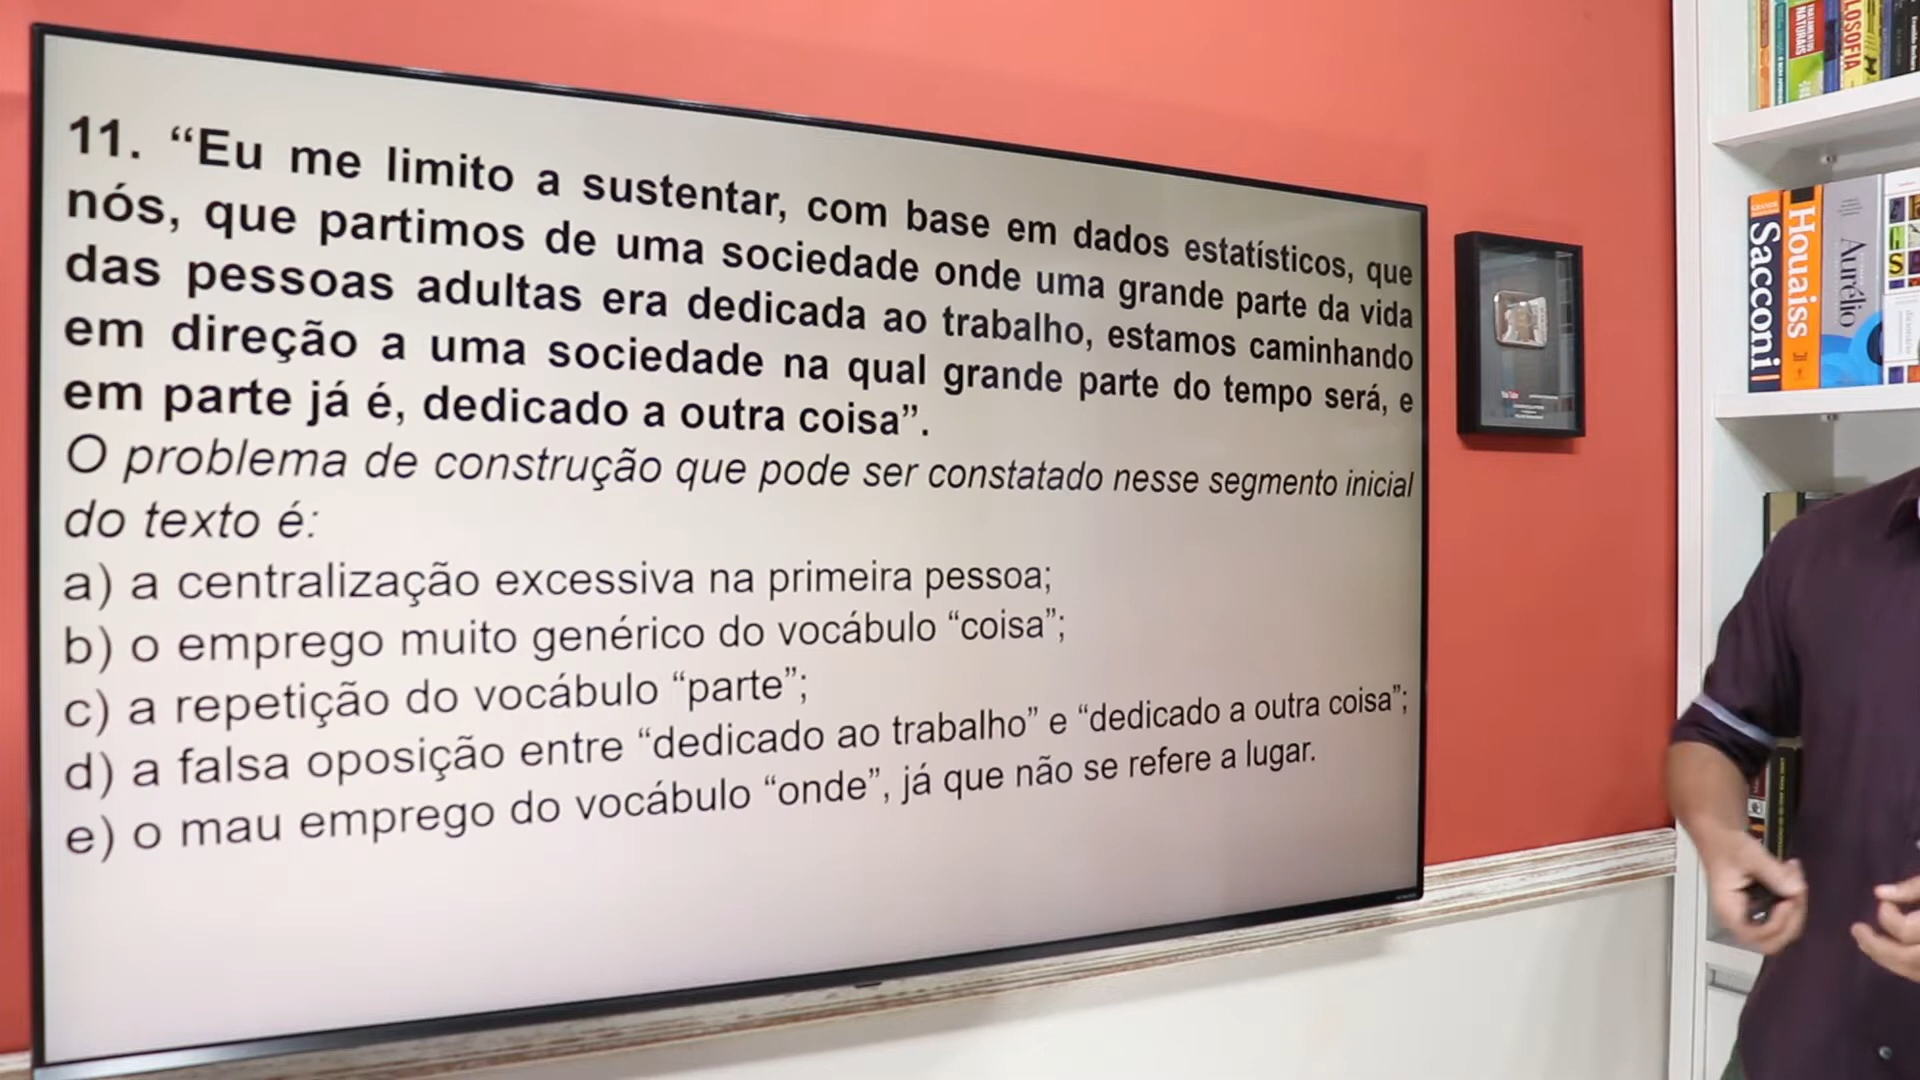 11. “Eu me limito a sustentar, com base em dados estatísticos, que
nós, que partimos de uma sociedade onde uma grande parte da vida
das pessoas adultas era dedicada ao trabalho, estamos caminhando
em direção a uma sociedade na qual grande parte do tempo será, e
em parte já é, dedicado a outra coisa”.
O problema de construção que pode ser constatado nesse segmento inicial
do texto é:
a) a centralização excessiva na primeira pessoa;
b) o emprego muito genérico do vocábulo “coisa”;
c) a repetição do vocábulo “parte”;
d) a falsa oposição entre “dedicado ao trabalho” e “dedicado a outra coisa”;
e) o mau emprego do vocábulo “onde”, já que não se refere a lugar.
YouTube
TRATAMENTOS
NATURAIS
LOSOFIA
GRANDE
Sacconi
Houaiss
Aurélio